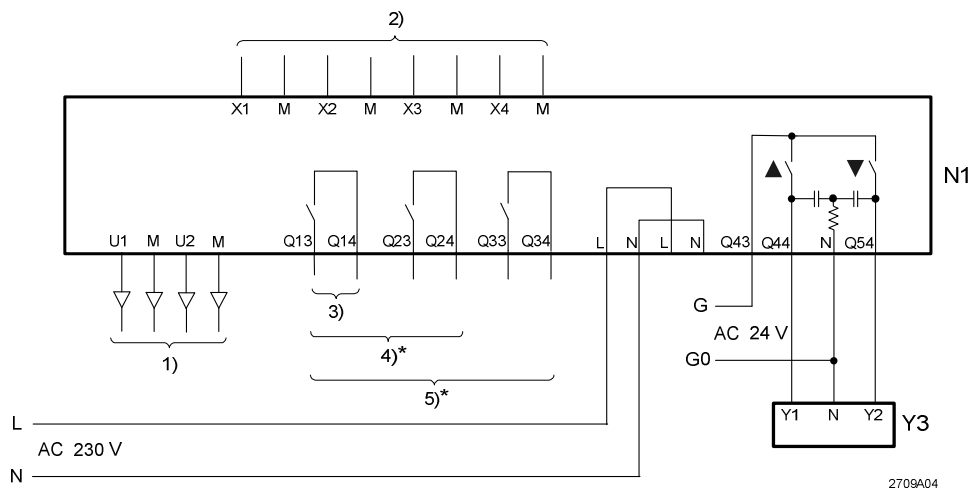 2)
X1 M X2 M X3 M X4 M
N1
U1 M U2 M Q13 Q14 Q23 Q24 Q33 Q34 L N L N Q43 Q44 N Q54
1)
3)
4)*
5)*
G
AC 24 V
G0
L
AC 230 V
N
Y1 N Y2
Y3
2709A04